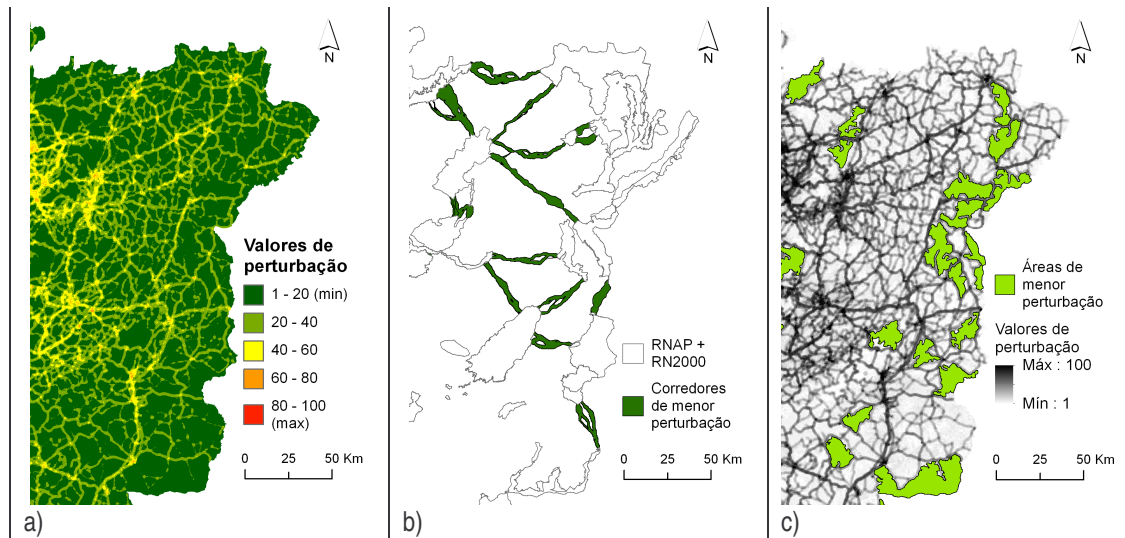 N
Valores de
perturbação
1 - 20 (min)
20 - 40
40 - 60
60 - 80
80 - 100
(max)
0 25 50 Km
a)
N
RNAP +
RN2000
Corredores
de menor
perturbação
0 25 50 Km
b)
N
Áreas de
menor
perturbação
Valores de
perturbação
Máx : 100
Mín : 1
0 25 50 Km
c)